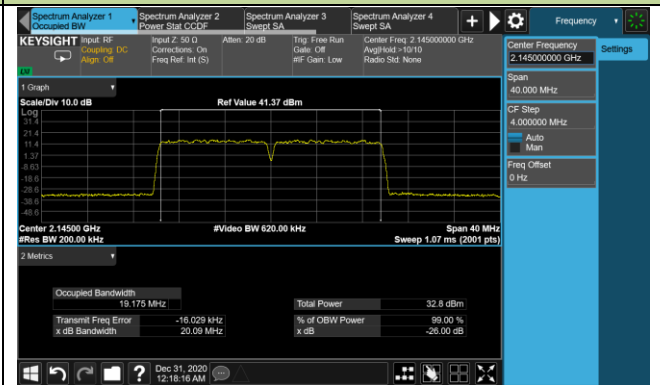 Spectrum Analyzer 1
Occupied BW
Spectrum Analyzer 2
Power Stat CCDF
Spectrum Analyzer 3
Swept SA
Spectrum Analyzer 4
Swept SA
Frequency
KEYSIGHT
Input: RF
Coupling: DC
Align: Off
Input Z: 50 Ω
Corrections: On
Freq Ref: Int (S)
Atten: 20 dB
Trig: Free Run
Gate: Off
#IF Gain: Low
Center Freq: 2.145000000 GHz
Avg|Hold:>10/10
Radio Std: None
Center Frequency
2.145000000 GHz
Settings
Span
40.000 MHz
CF Step
4.000000 MHz
Auto
Man
Freq Offset
0 Hz
1 Graph
Scale/Div 10.0 dB
Ref Value 41.37 dBm
Log
31.4
21.4
11.4
1.37
-8.63
-18.6
-28.6
-38.6
-48.6
Center 2.14500 GHz
#Video BW 620.00 kHz
Span 40 MHz
#Res BW 200.00 kHz
Sweep 1.07 ms (2001 pts)
2 Metrics
Occupied Bandwidth
19.175 MHz
Total Power
32.8 dBm
Transmit Freq Error
-16.029 kHz
% of OBW Power
99.00 %
x dB Bandwidth
20.09 MHz
x dB
-26.00 dB
Dec 31, 2020
12:18:16 AM